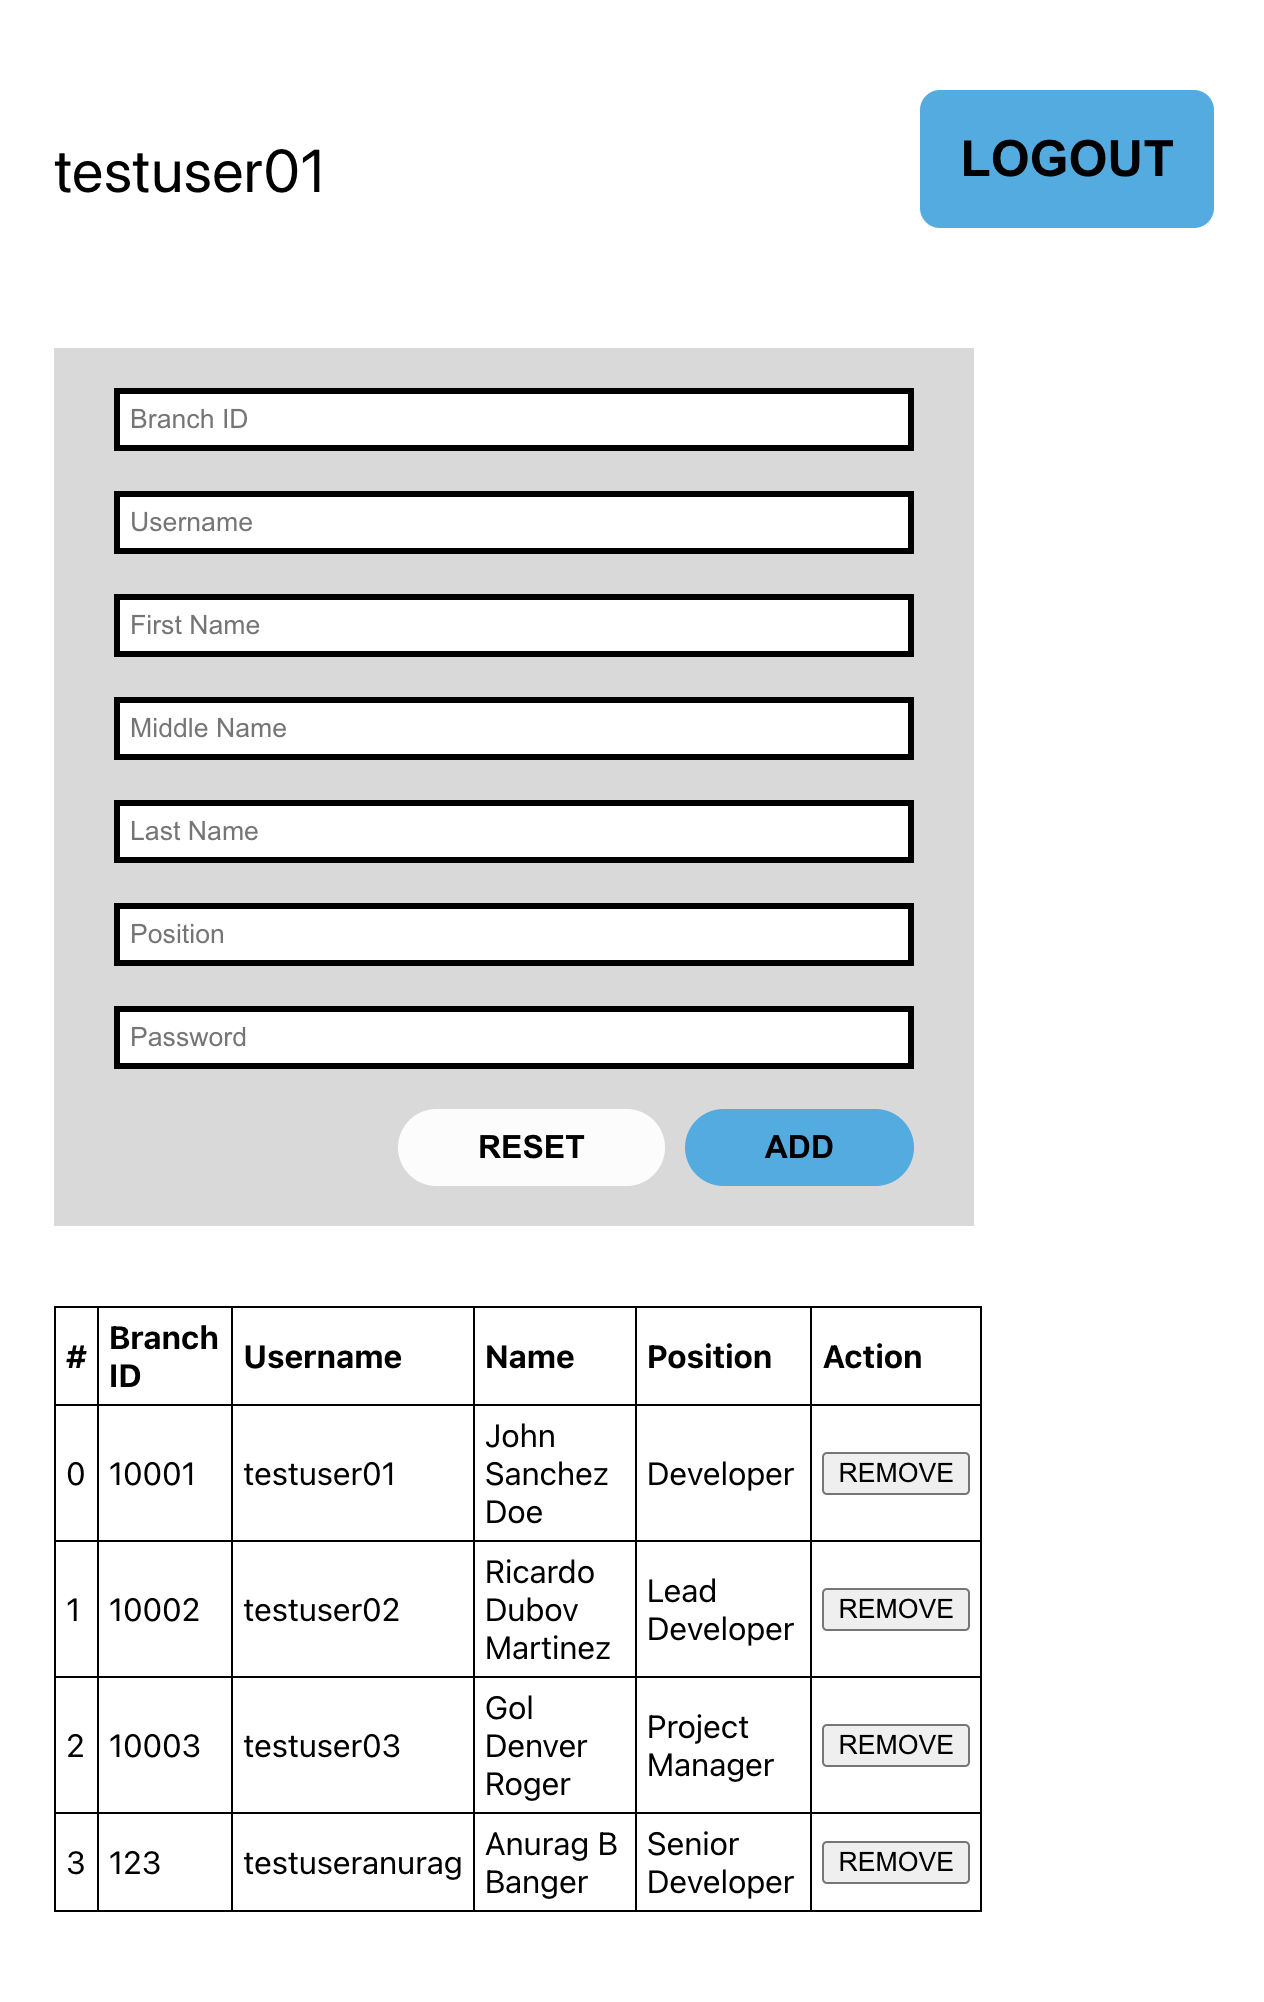 testuser01
LOGOUT
Branch ID
Username
First Name
Middle Name
Last Name
Position
Password
RESET
ADD
# Branch ID Username Name Position Action
0 10001 testuser01 John Sanchez Doe Developer REMOVE
1 10002 testuser02 Ricardo Dubov Martinez Lead Developer REMOVE
2 10003 testuser03 Gol Denver Roger Project Manager REMOVE
3 123 testuseranurag Anurag B Banger Senior Developer REMOVE